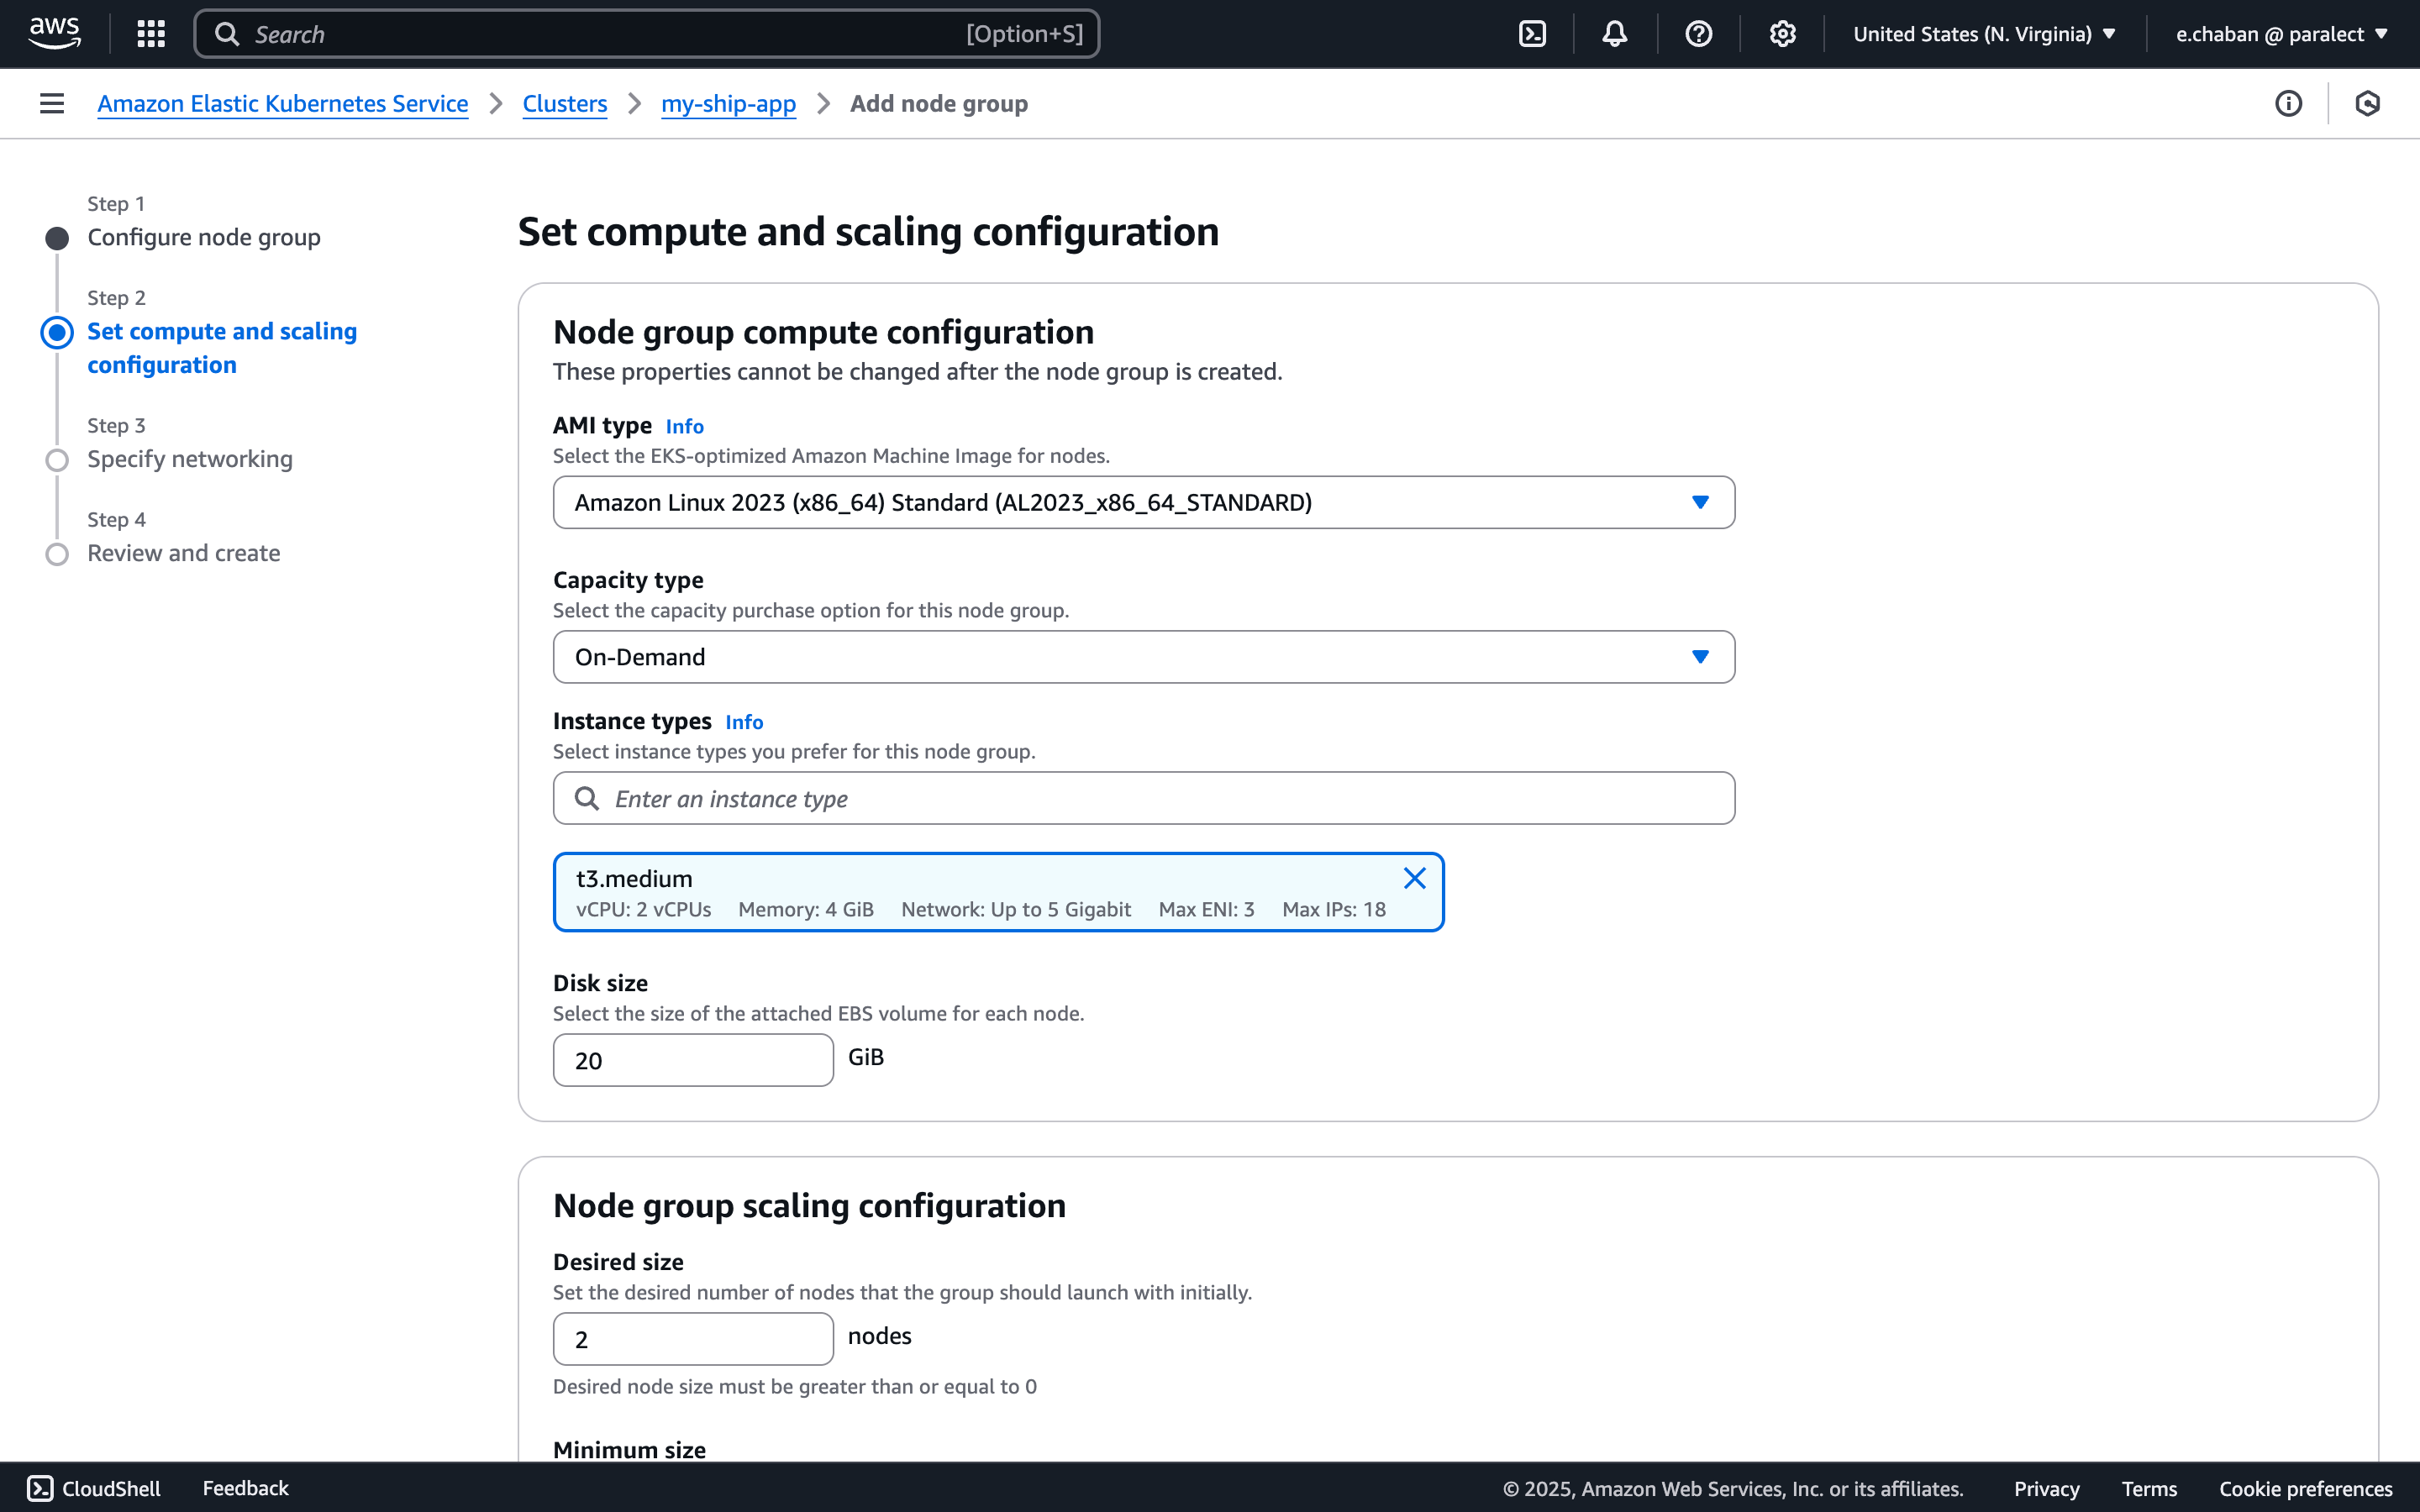 aws
Search
[Option+S]
United States (N. Virginia)
e.chaban @ paralect
Amazon Elastic Kubernetes Service
Clusters
my-ship-app
Add node group
Step 1
Configure node group
Step 2
Set compute and scaling
configuration
Step 3
Specify networking
Step 4
Review and create
Set compute and scaling configuration
Node group compute configuration
These properties cannot be changed after the node group is created.
AMI type Info
Select the EKS-optimized Amazon Machine Image for nodes.
Amazon Linux 2023 (x86_64) Standard (AL2023_x86_64_STANDARD)
Capacity type
Select the capacity purchase option for this node group.
On-Demand
Instance types Info
Select instance types you prefer for this node group.
Enter an instance type
t3.medium
vCPU: 2 vCPUs Memory: 4 GiB Network: Up to 5 Gigabit Max ENI: 3 Max IPs: 18
Disk size
Select the size of the attached EBS volume for each node.
20 GiB
Node group scaling configuration
Desired size
Set the desired number of nodes that the group should launch with initially.
2 nodes
Desired node size must be greater than or equal to 0
Minimum size
CloudShell
Feedback
© 2025, Amazon Web Services, Inc. or its affiliates.
Privacy
Terms
Cookie preferences